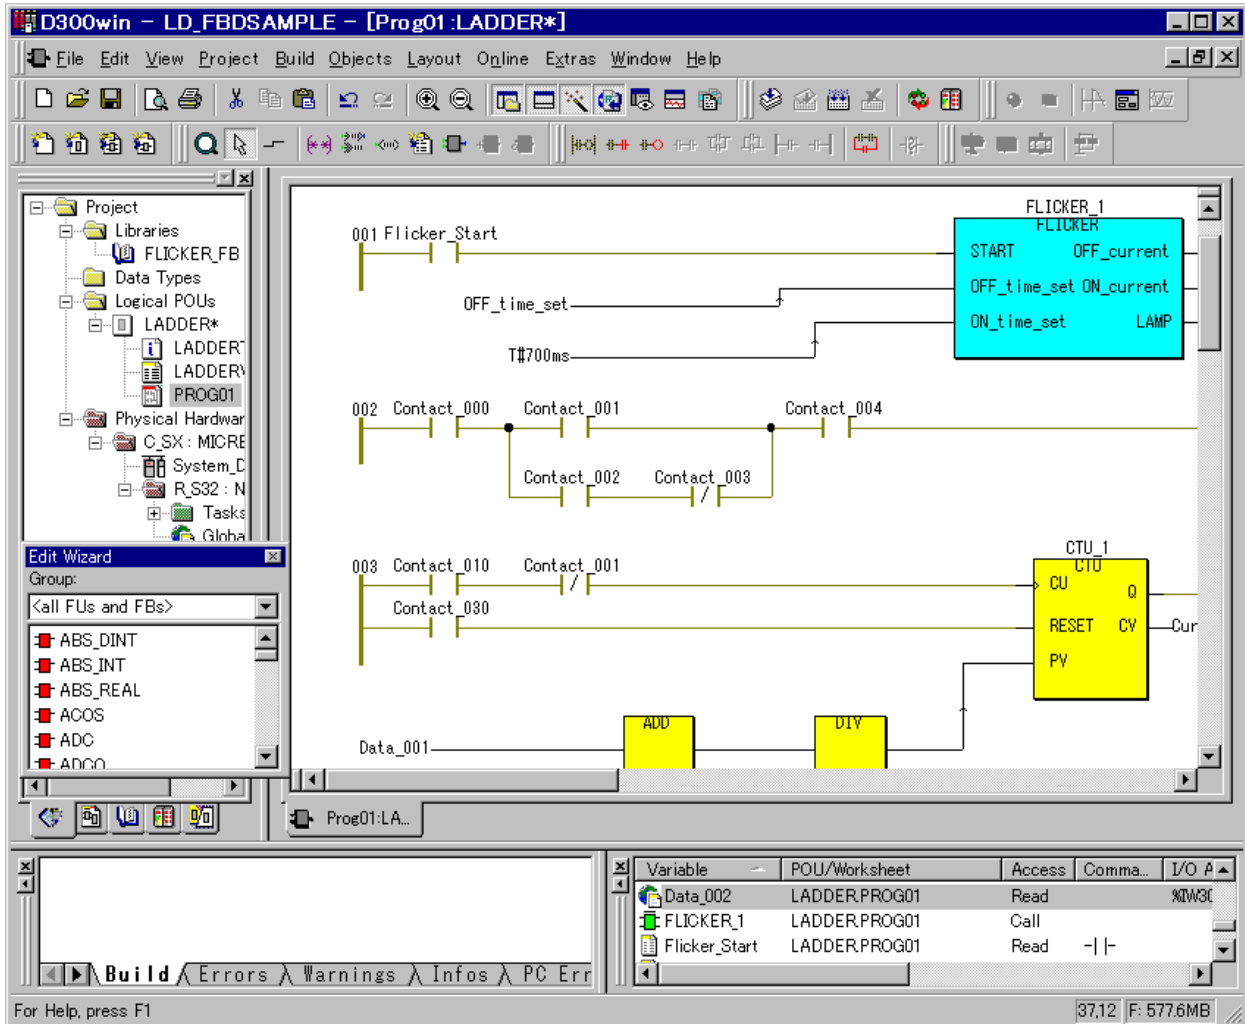 D300win - LD_FBDSAMPLE - [Prog01:LADDER*]
File Edit View Project Build Objects Layout Online Extras Window Help
Project
Libraries
FLICKER_FB
Data Types
Logical POUs
LADDER*
LADDERT
LADDERV
PROG01
Physical Hardwar
C_SX : MICRE
System_D
R_S32 : N
Tasks
Globa
Edit Wizard
Group:
<all FUs and FBs>
ABS_DINT
ABS_INT
ABS_REAL
ACOS
ADC
001 Flicker_Start
FLICKER_1
FLICKER
START OFF_current
OFF_time_set
OFF_time_set ON_current
ON_time_set LAMP
T#700ms
002 Contact_000 Contact_001 Contact_004
Contact_002 Contact_003
003 Contact_010 Contact_001
Contact_030
CTU_1
CTU
CU Q
RESET CV Cur
PV
ADD DIV
Data_001
Prog01:LA...
Build Errors Warnings Infos PC Err
Variable POU/Worksheet Access Comma... I/O A
Data_002 LADDER.PROG01 Read %IW30
FLICKER_1 LADDER.PROG01 Call
Flicker_Start LADDER.PROG01 Read -| |-
For Help, press F1
37,12 F: 577.6MB